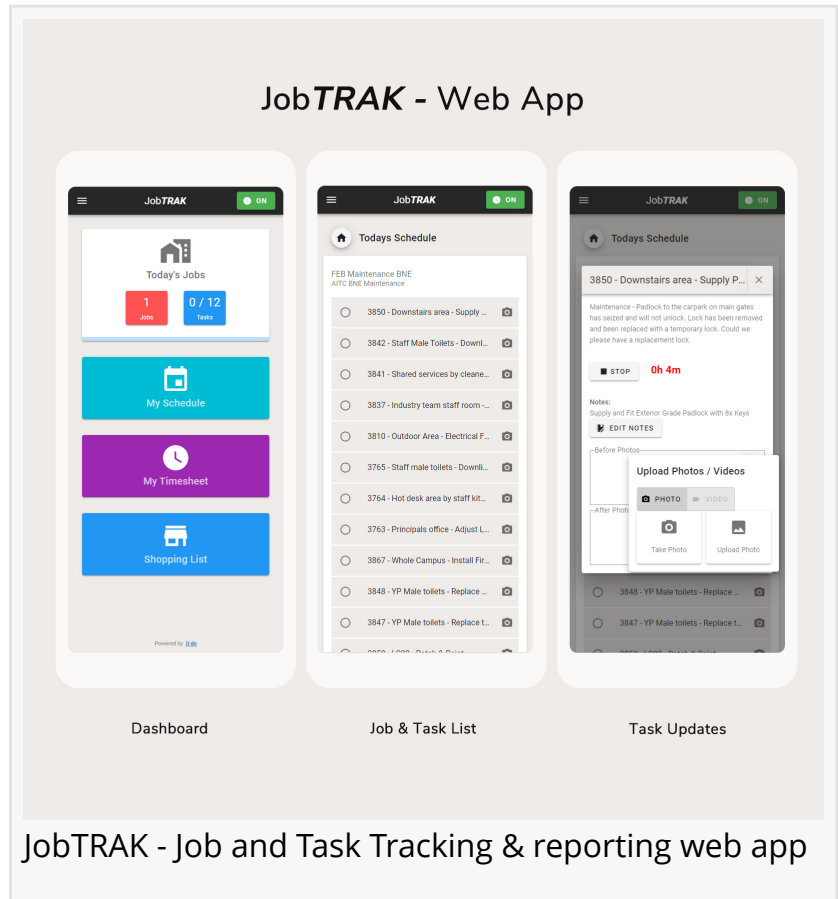 JobTRAK - Web App
JobTRAK
ON
Today's Jobs
1
Jobs
0 / 12
Tasks
My Schedule
My Timesheet
Shopping List
Powered by U do
Dashboard
JobTRAK
ON
Todays Schedule
FEB Maintenance BNE
AITC BNE Maintenance
3850 - Downstairs area - Supply ...
3842 - Staff Male Toilets - Downl...
3841 - Shared services by cleane...
3837 - Industry team staff room -...
3810 - Outdoor Area - Electrical F...
3765 - Staff male toilets - Downli...
3764 - Hot desk area by staff kit...
3763 - Principals office - Adjust L...
3867 - Whole Campus - Install Fir...
3848 - YP Male toilets - Replace ...
3847 - YP Male toilets - Replace t...
Job & Task List
JobTRAK
ON
Todays Schedule
3850 - Downstairs area - Supply P...
Maintenance - Padlock to the carpark on main gates
has seized and will not unlock. Lock has been removed
and been replaced with a temporary lock. Could we
please have a replacement lock.
STOP
0h 4m
Notes:
Supply and Fit Exterior Grade Padlock with 8x Keys
EDIT NOTES
Before Photos
Upload Photos / Videos
PHOTO
VIDEO
After Phot
Take Photo
Upload Photo
3848 - YP Male toilets - Replace ...
3847 - YP Male toilets - Replace t...
Task Updates
JobTRAK - Job and Task Tracking & reporting web app